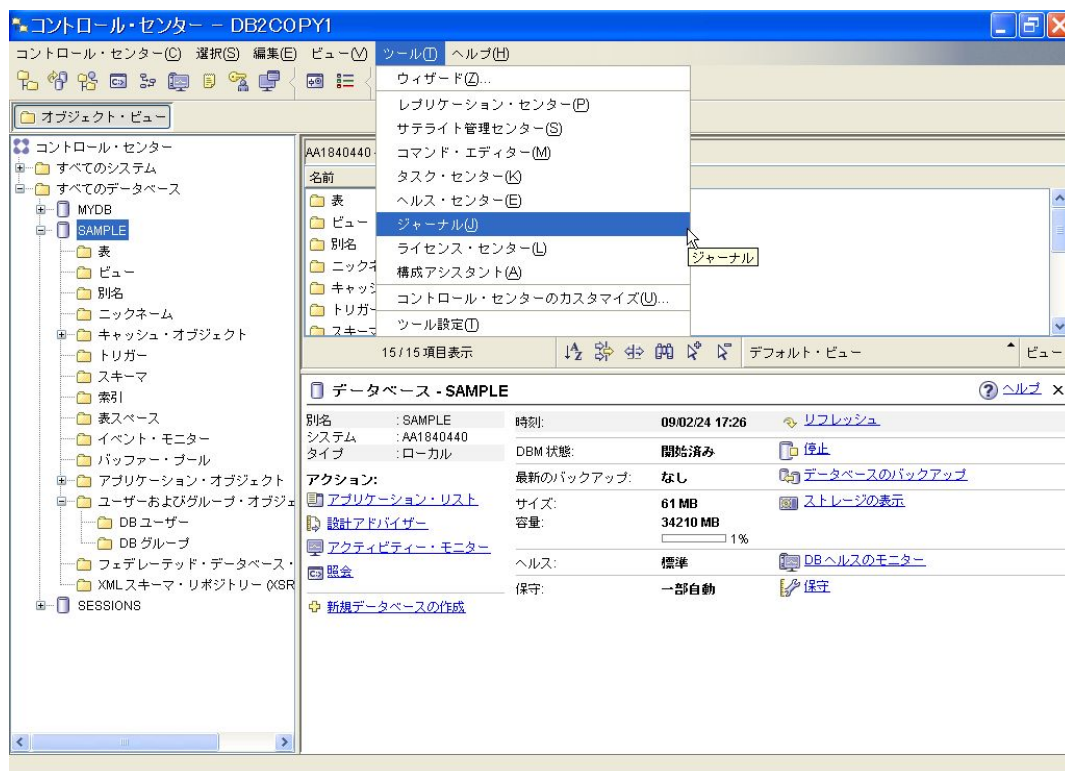 コントロール・センター - DB2COPY1
コントロール・センター(C) 選択(S) 編集(E) ビュー(V) ツール(T) ヘルプ(H)
オブジェクト・ビュー
ウィザード(Z)...
レプリケーション・センター(P)
サテライト管理センター(S)
コマンド・エディター(M)
タスク・センター(K)
ヘルス・センター(E)
ジャーナル(J)
ライセンス・センター(L)
構成アシスタント(A)
コントロール・センターのカスタマイズ(U)...
ツール設定(T)
ジャーナル
コントロール・センター
すべてのシステム
すべてのデータベース
MYDB
SAMPLE
表
ビュー
別名
ニックネーム
キャッシュ・オブジェクト
トリガー
スキーマ
索引
表スペース
イベント・モニター
バッファー・プール
アプリケーション・オブジェクト
ユーザーおよびグループ・オブジェ
DB ユーザー
DB グループ
フェデレーテッド・データベース・
XML スキーマ・リポジトリー (XSR
SESSIONS
AA1840440
名前
表
ビュー
別名
ニックネ
キャッシ
トリガー
スキーマ
15 / 15 項目表示
デフォルト・ビュー
ビュー
データベース - SAMPLE
ヘルプ
別名 : SAMPLE
システム : AA1840440
タイプ : ローカル
アクション:
アプリケーション・リスト
設計アドバイザー
アクティビティー・モニター
照会
新規データベースの作成
時刻: 09/02/24 17:26 リフレッシュ
DBM 状態: 開始済み 停止
最新のバックアップ: なし データベースのバックアップ
サイズ: 61 MB ストレージの表示
容量: 34210 MB
1%
ヘルス: 標準 DB ヘルスのモニター
保守: 一部自動 保守